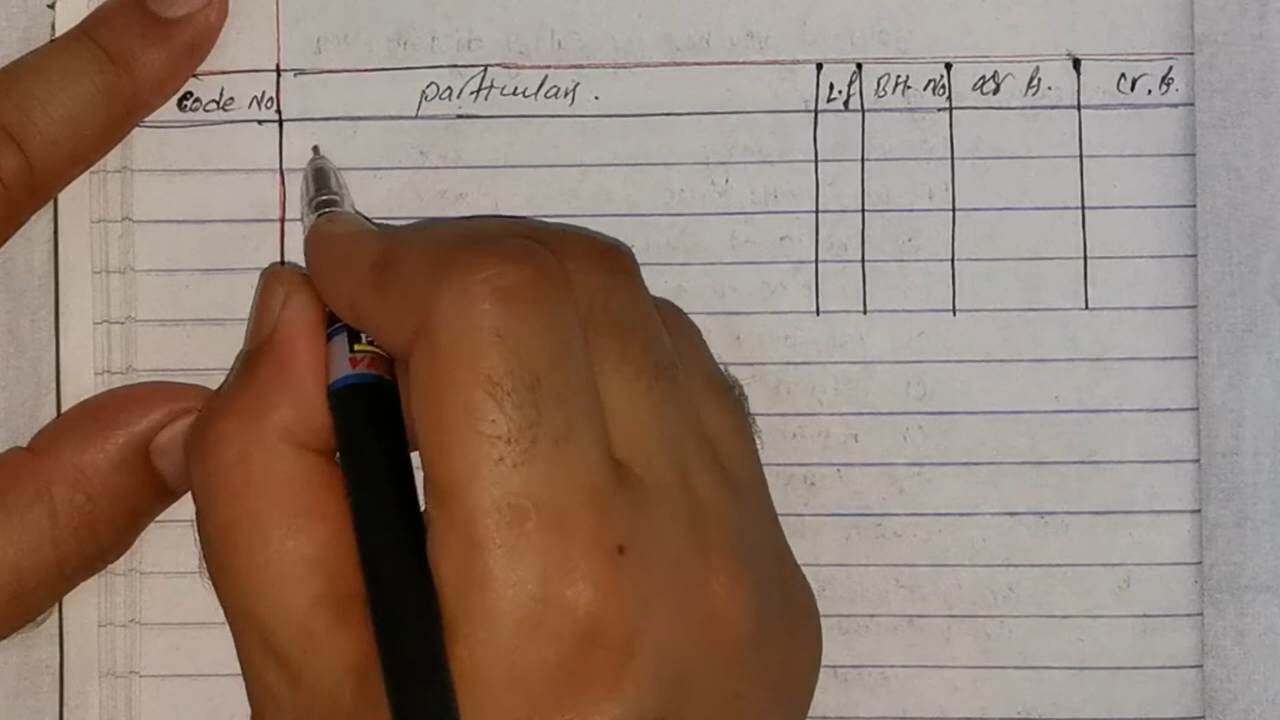 Code No particulars. L.f BH. No dr Rs. cr. Rs.